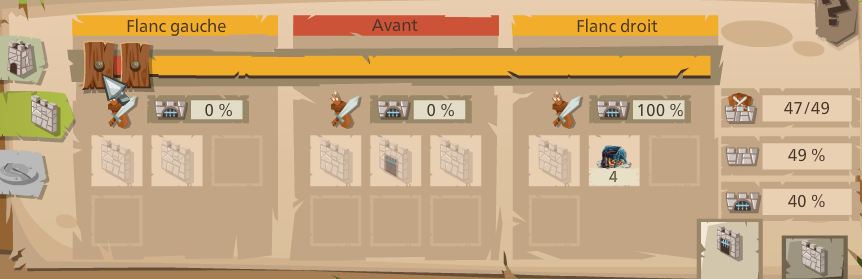 Flanc gauche
Avant
Flanc droit
0 %
0 %
100 %
47/49
4
49 %
40 %